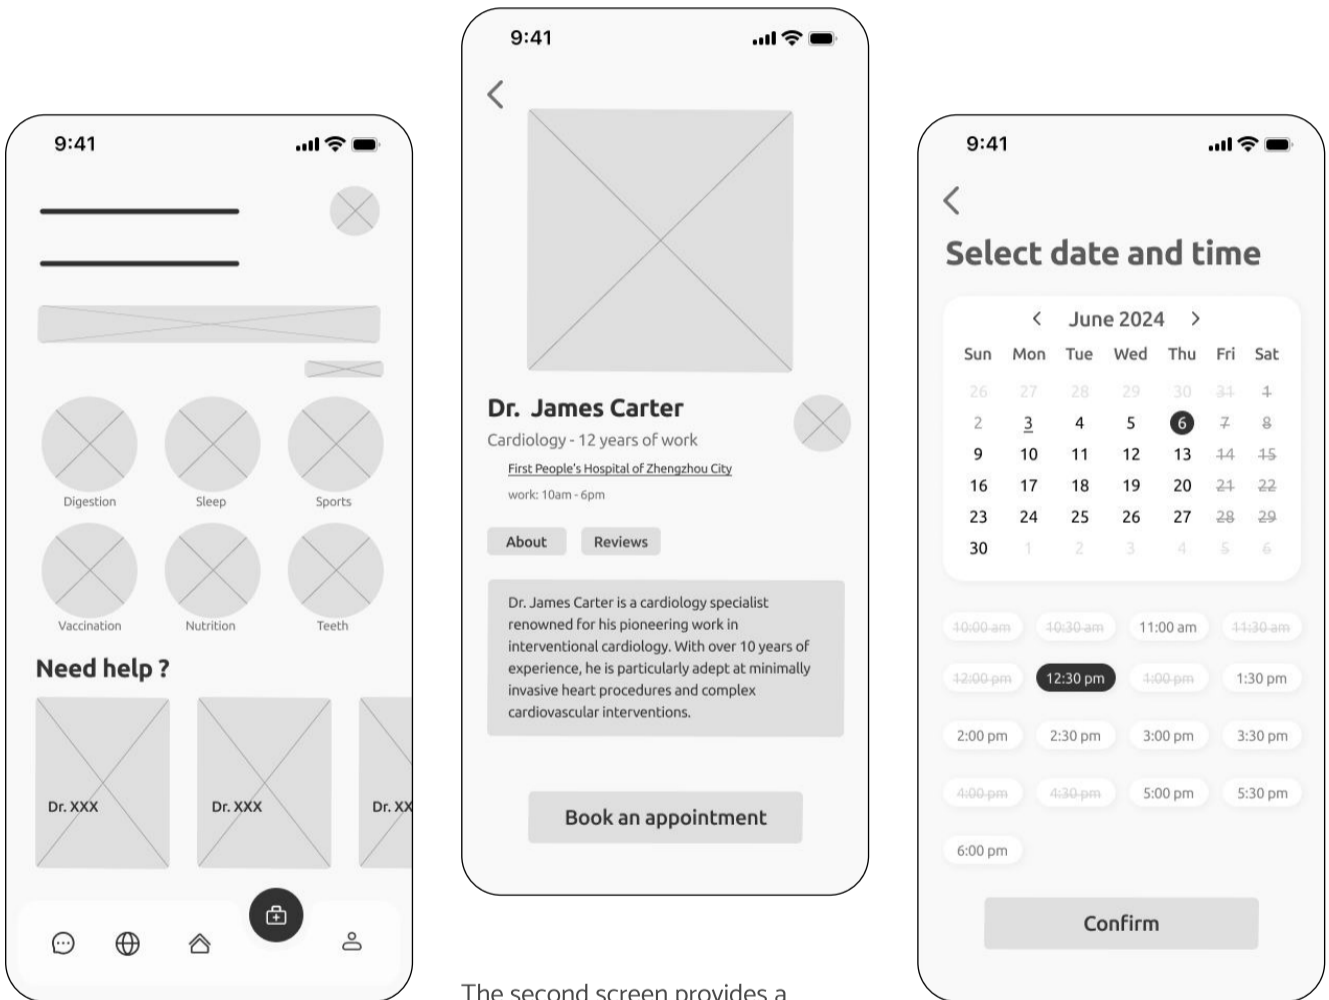 9:41
Digestion Sleep Sports
Vaccination Nutrition Teeth
Need help ?
Dr. XXX Dr. XXX Dr. XX
9:41
Dr. James Carter
Cardiology - 12 years of work
First People's Hospital of Zhengzhou City
work: 10am - 6pm
About Reviews
Dr. James Carter is a cardiology specialist
renowned for his pioneering work in
interventional cardiology. With over 10 years of
experience, he is particularly adept at minimally
invasive heart procedures and complex
cardiovascular interventions.
Book an appointment
The second screen provides a
9:41
Select date and time
< June 2024 >
Sun Mon Tue Wed Thu Fri Sat
26 27 28 29 30 31 1
2 3 4 5 6 7 8
9 10 11 12 13 14 15
16 17 18 19 20 21 22
23 24 25 26 27 28 29
30 1 2 3 4 5 6
10:00 am 10:30 am 11:00 am 11:30 am
12:00 pm 12:30 pm 1:00 pm 1:30 pm
2:00 pm 2:30 pm 3:00 pm 3:30 pm
4:00 pm 4:30 pm 5:00 pm 5:30 pm
6:00 pm
Confirm